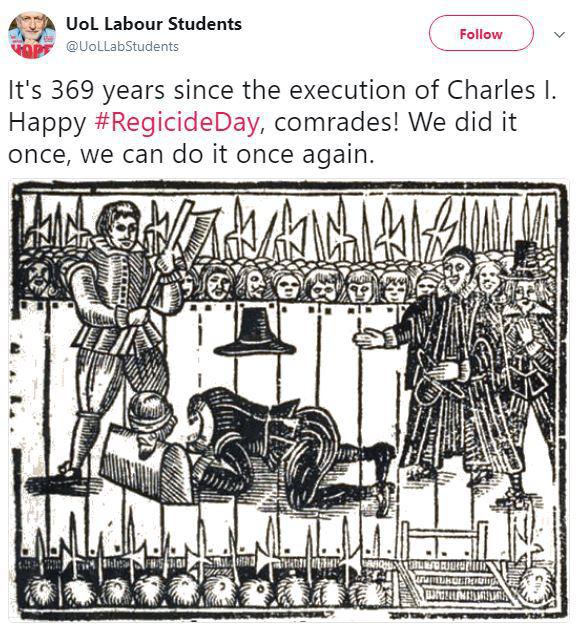 UoL Labour Students
@UoLLabStudents
Follow
HOPE
It's 369 years since the execution of Charles I.
Happy #RegicideDay, comrades! We did it
once, we can do it once again.